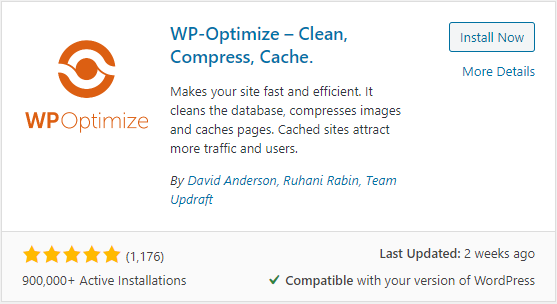 WP-Optimize – Clean,
Compress, Cache.
Install Now
More Details
Makes your site fast and efficient. It
cleans the database, compresses images
and caches pages. Cached sites attract
more traffic and users.
By David Anderson, Ruhani Rabin, Team
Updraft
WPOptimize
(1,176)
Last Updated: 2 weeks ago
900,000+ Active Installations
Compatible with your version of WordPress